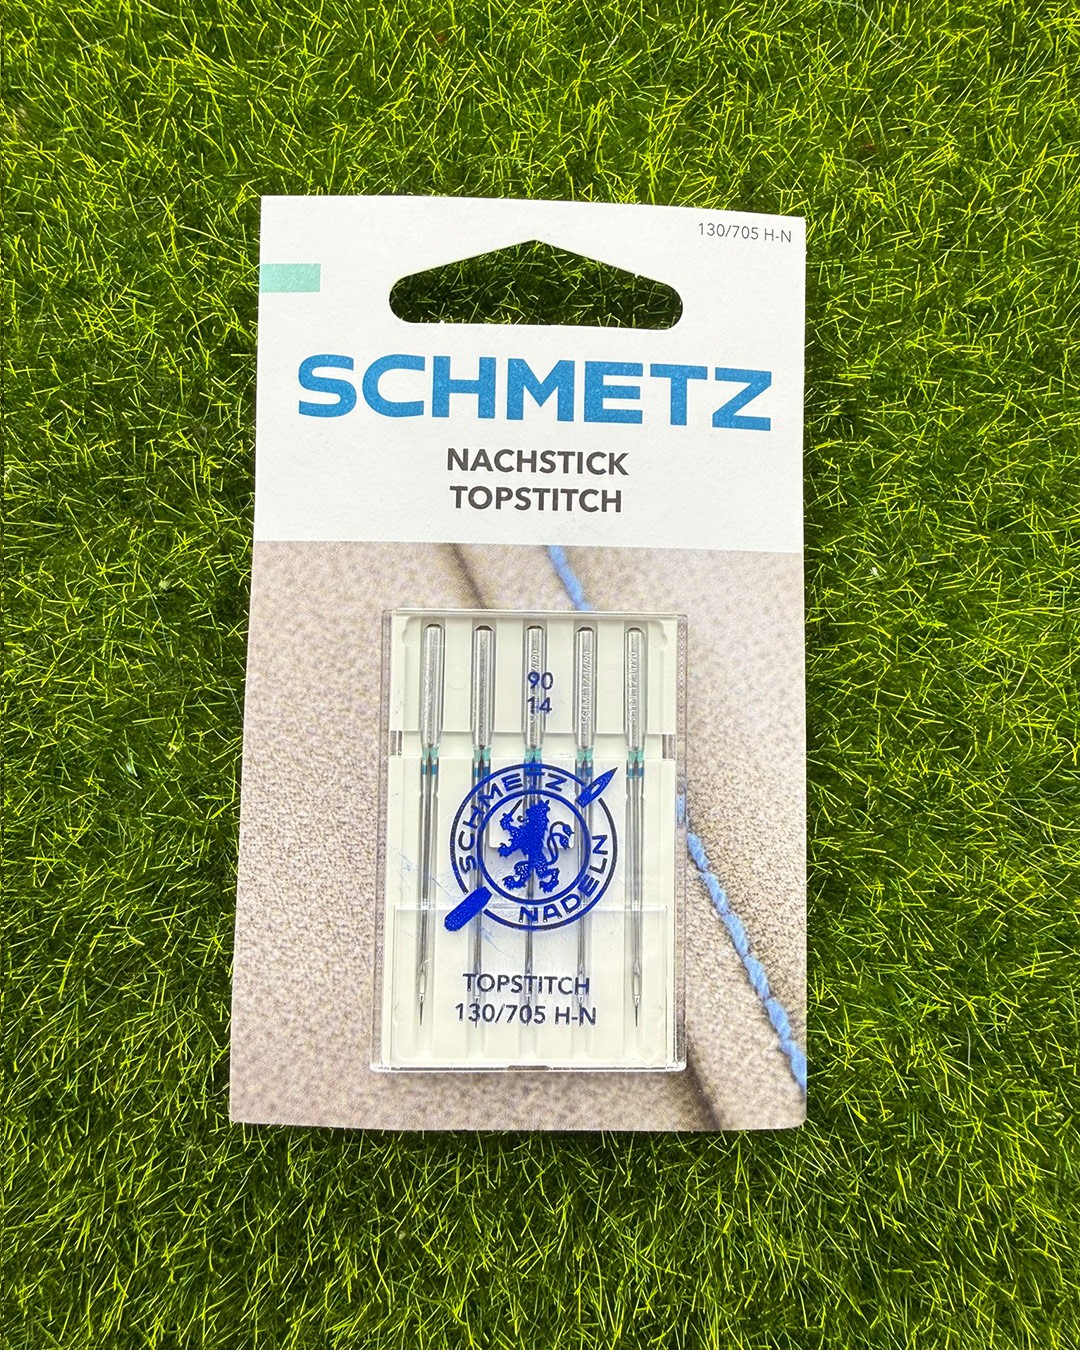 130/705 H-N
SCHMETZ
NACHSTICK
TOPSTITCH
90
14
SCHMETZ
NADELN
TOPSTITCH
130/705 H-N